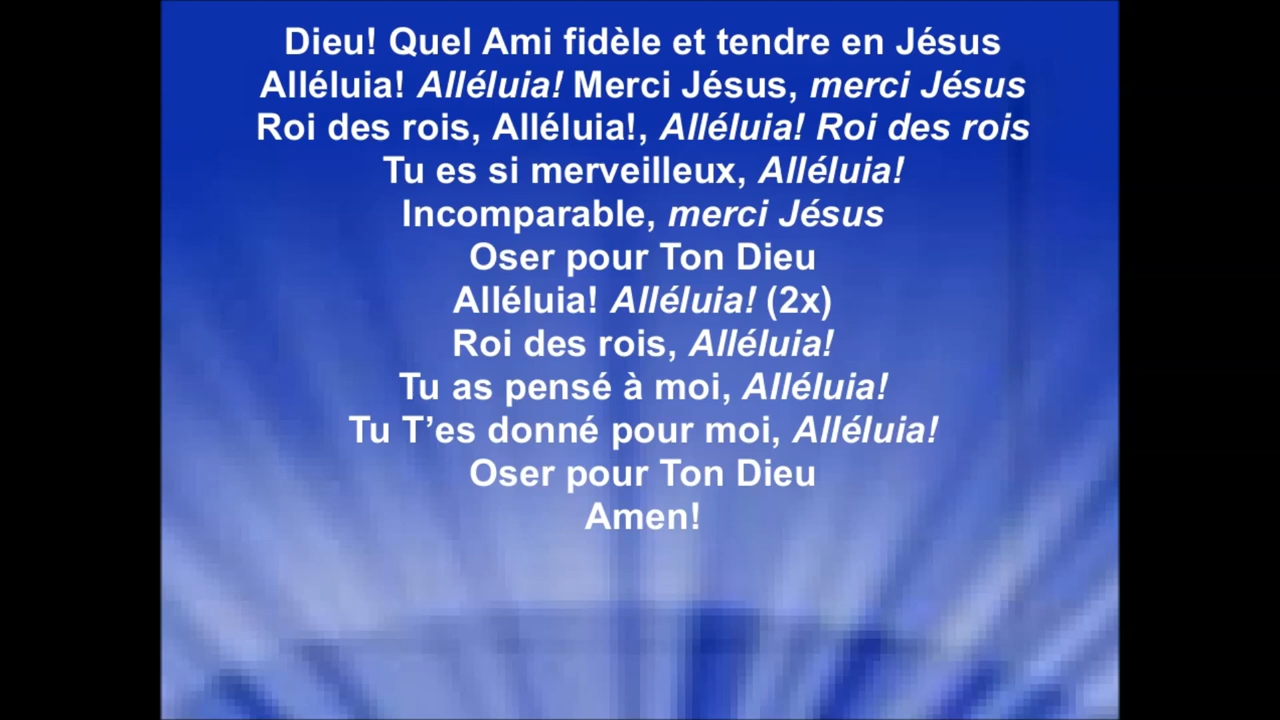 Dieu! Quel Ami fidèle et tendre en Jésus
Alléluia! Alléluia! Merci Jésus, merci Jésus
Roi des rois, Alléluia!, Alléluia! Roi des rois
Tu es si merveilleux, Alléluia!
Incomparable, merci Jésus
Oser pour Ton Dieu
Alléluia! Alléluia! (2x)
Roi des rois, Alléluia!
Tu as pensé à moi, Alléluia!
Tu T’es donné pour moi, Alléluia!
Oser pour Ton Dieu
Amen!